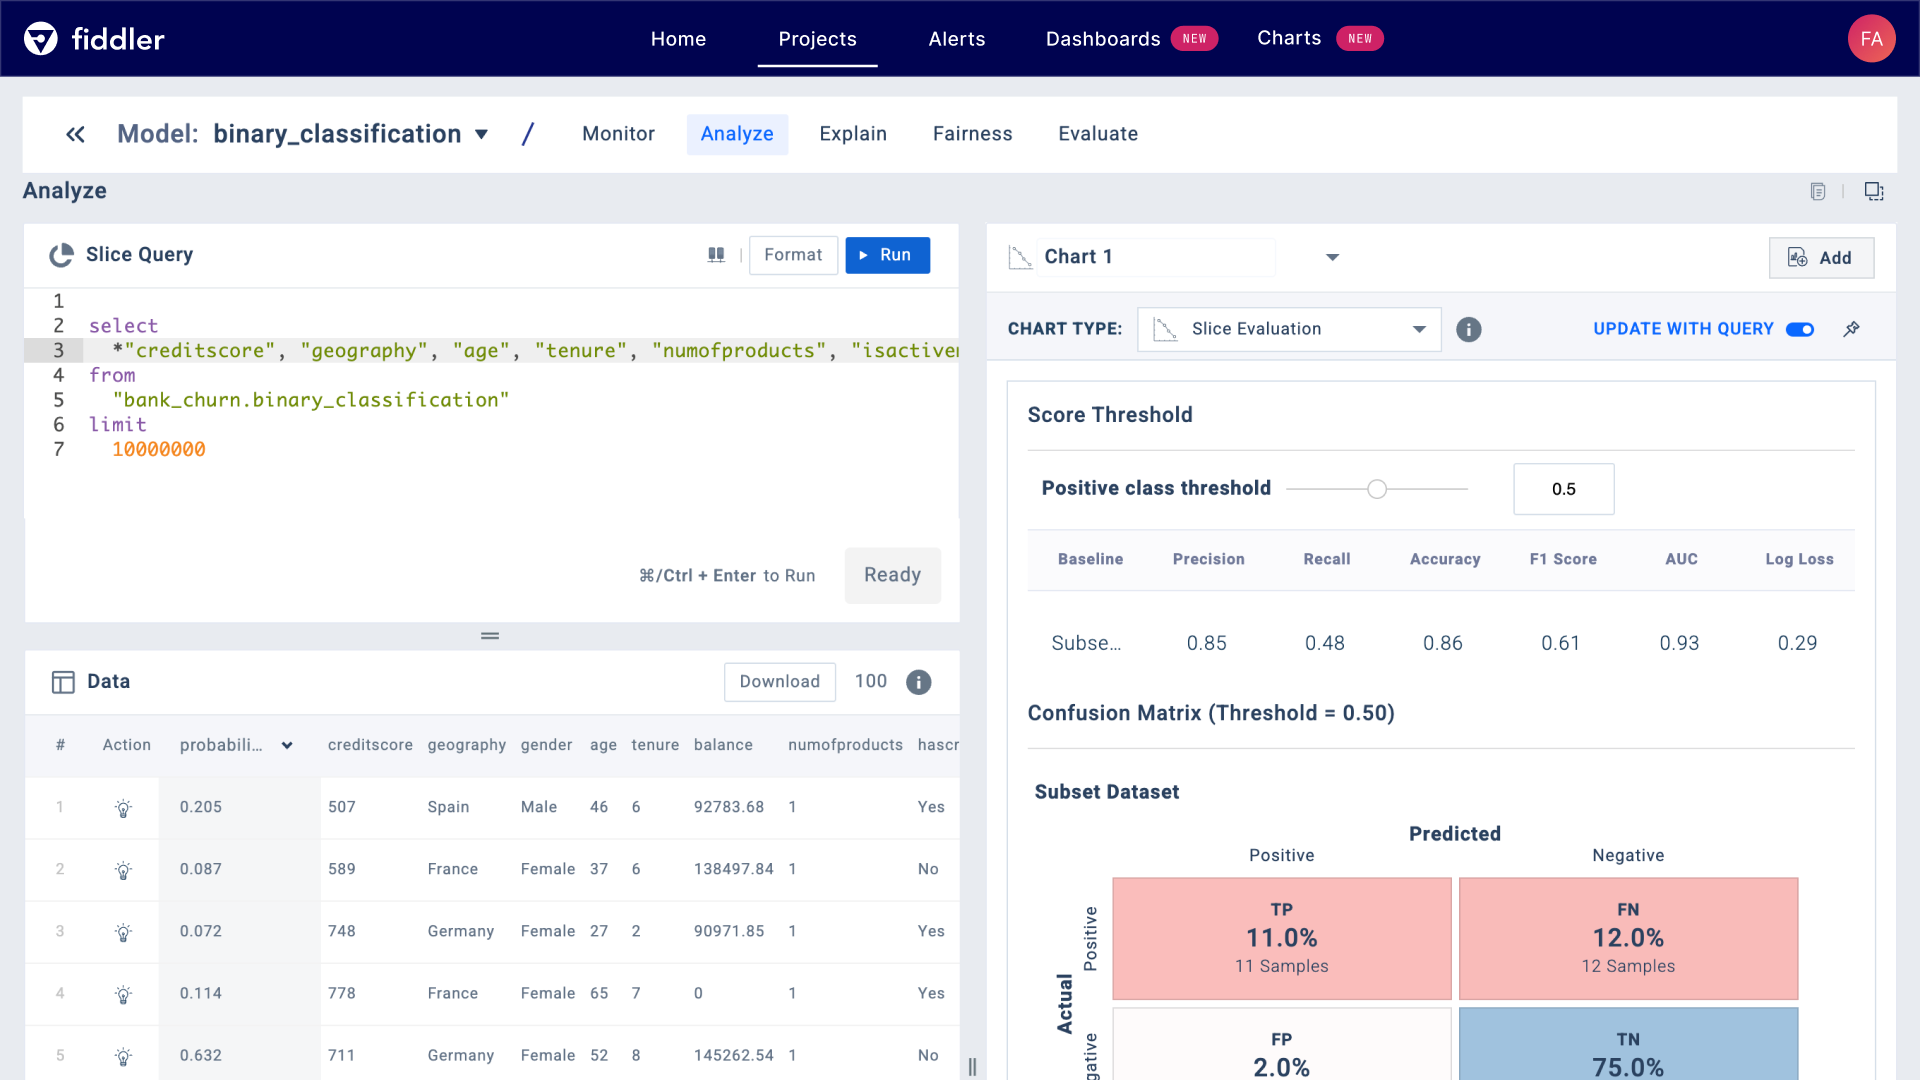 fiddler
Home Projects Alerts Dashboards NEW Charts NEW FA
Model: binary_classification / Monitor Analyze Explain Fairness Evaluate
Analyze
Slice Query Format Run
1
2 select
3 *"creditscore", "geography", "age", "tenure", "numofproducts", "isactive
4 from
5 "bank_churn.binary_classification"
6 limit
7 10000000
⌘/Ctrl + Enter to Run Ready
Data Download 100
# Action probabili... creditscore geography gender age tenure balance numofproducts hascr
1 0.205 507 Spain Male 46 6 92783.68 1 Yes
2 0.087 589 France Female 37 6 138497.84 1 No
3 0.072 748 Germany Female 27 2 90971.85 1 Yes
4 0.114 778 France Female 65 7 0 1 Yes
5 0.632 711 Germany Female 52 8 145262.54 1 No
Chart 1 Add
CHART TYPE: Slice Evaluation UPDATE WITH QUERY
Score Threshold
Positive class threshold 0.5
Baseline Precision Recall Accuracy F1 Score AUC Log Loss
Subse... 0.85 0.48 0.86 0.61 0.93 0.29
Confusion Matrix (Threshold = 0.50)
Subset Dataset
Predicted
Positive Negative
Actual
Positive
TP
11.0%
11 Samples
FN
12.0%
12 Samples
gative
FP
2.0%
TN
75.0%